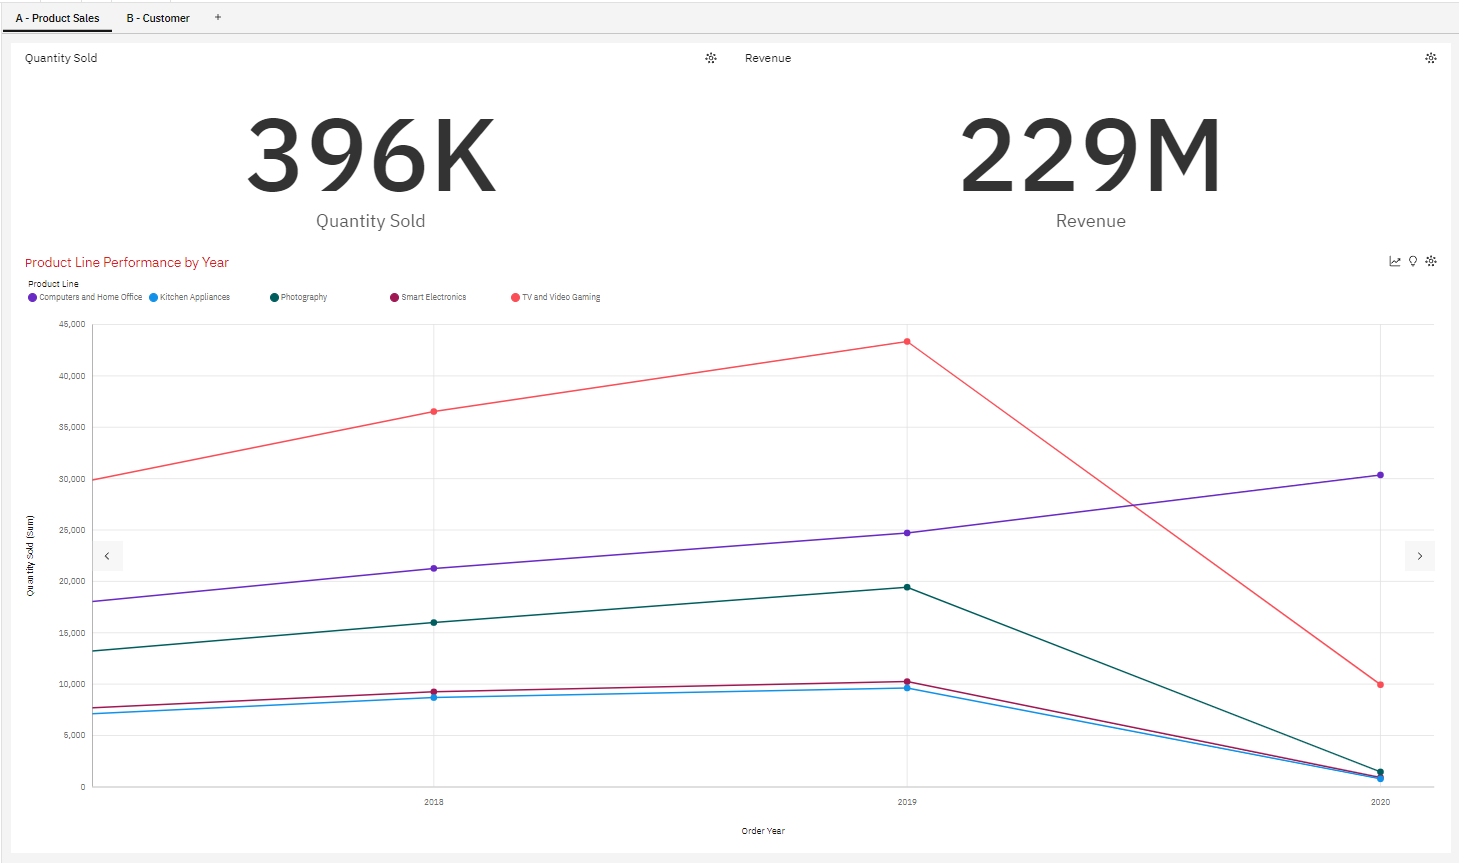 A - Product Sales B - Customer +
Quantity Sold
Revenue
396K
Quantity Sold
229M
Revenue
Product Line Performance by Year
Product Line
Computers and Home Office Kitchen Appliances Photography Smart Electronics TV and Video Gaming
45,000
40,000
35,000
30,000
25,000
20,000
15,000
10,000
5,000
0
Quantity Sold (Sum)
2018 2019 2020
Order Year